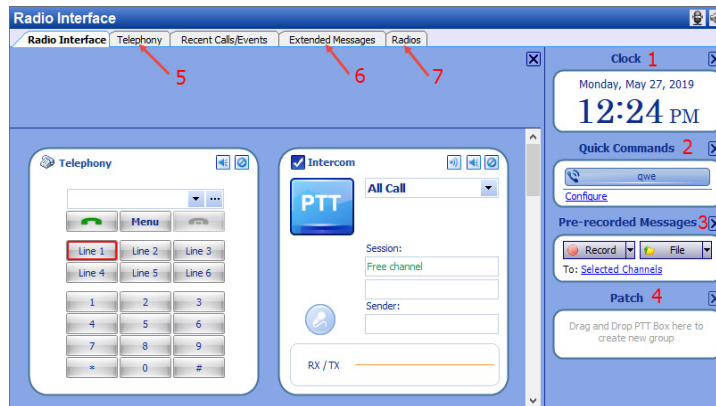 Radio Interface
Radio Interface Telephony Recent Calls/Events Extended Messages Radios
5 6 7
Clock 1
Monday, May 27, 2019
12:24 PM
Quick Commands 2
qwe
Configure
Pre-recorded Messages 3
Record File
To: Selected Channels
Patch 4
Drag and Drop PTT Box here to
create new group
Telephony
Menu
Line 1 Line 2 Line 3
Line 4 Line 5 Line 6
1 2 3
4 5 6
7 8 9
* 0 #
Intercom
PTT
All Call
Session:
Free channel
Sender:
RX / TX